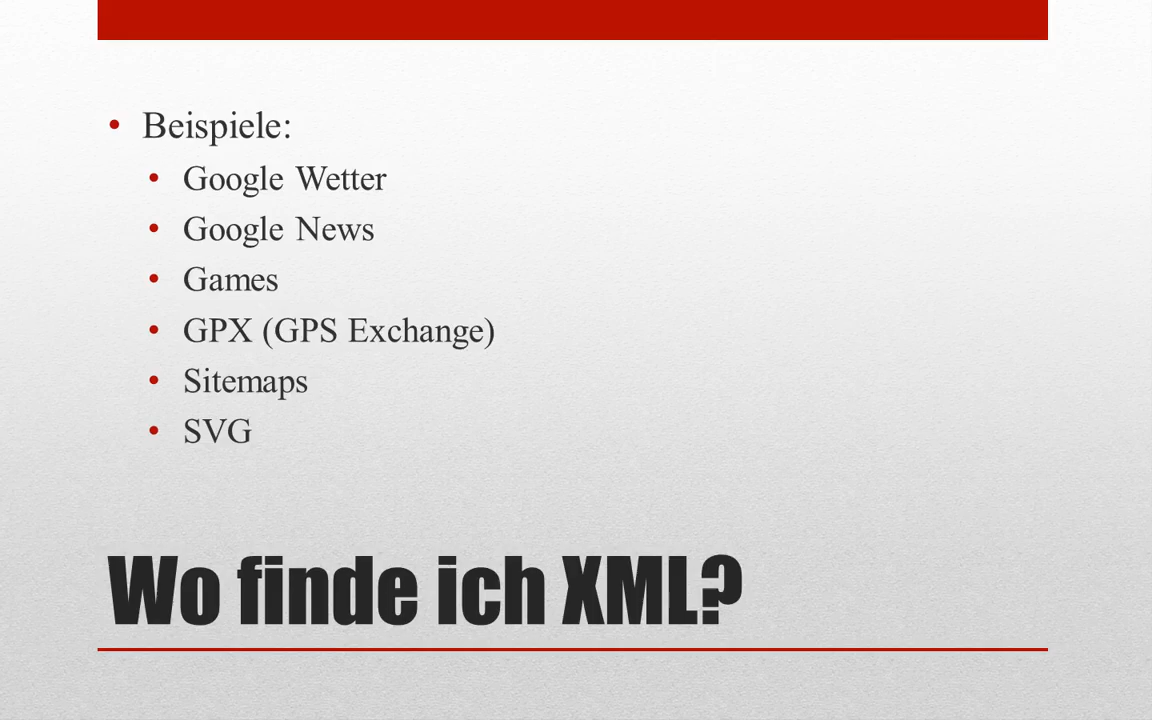 Beispiele:
Google Wetter
Google News
Games
GPX (GPS Exchange)
Sitemaps
SVG
Wo finde ich XML?